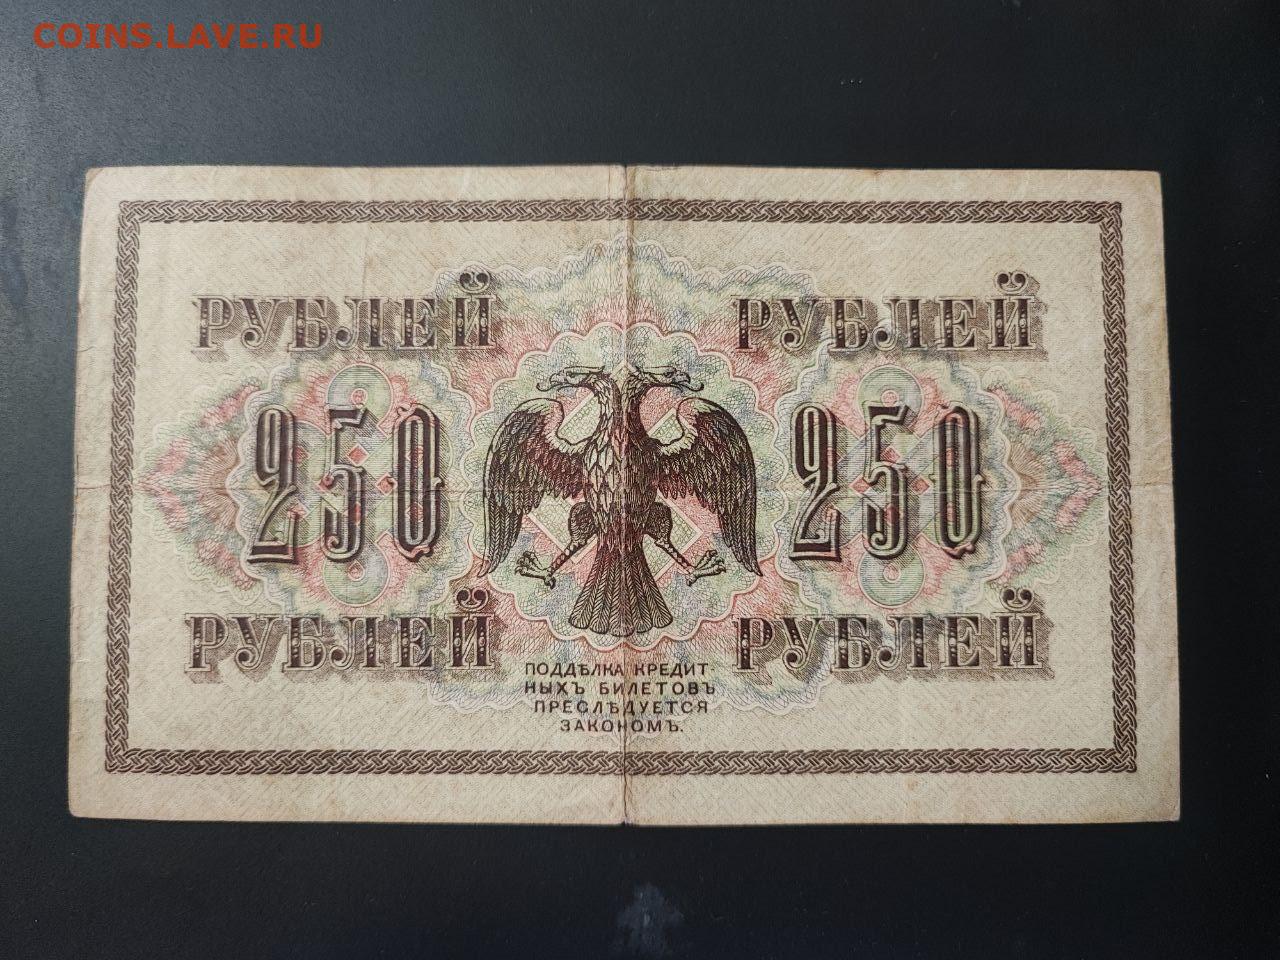 COINS.LAVE.RU
РУБЛЕЙ РУБЛЕЙ
250 250
РУБЛЕЙ РУБЛЕЙ
ПОДДѢЛКА КРЕДИТ
НЫХЪ БИЛЕТОВЪ
ПРЕСЛѢДУЕТСЯ
ЗАКОНОМЪ.